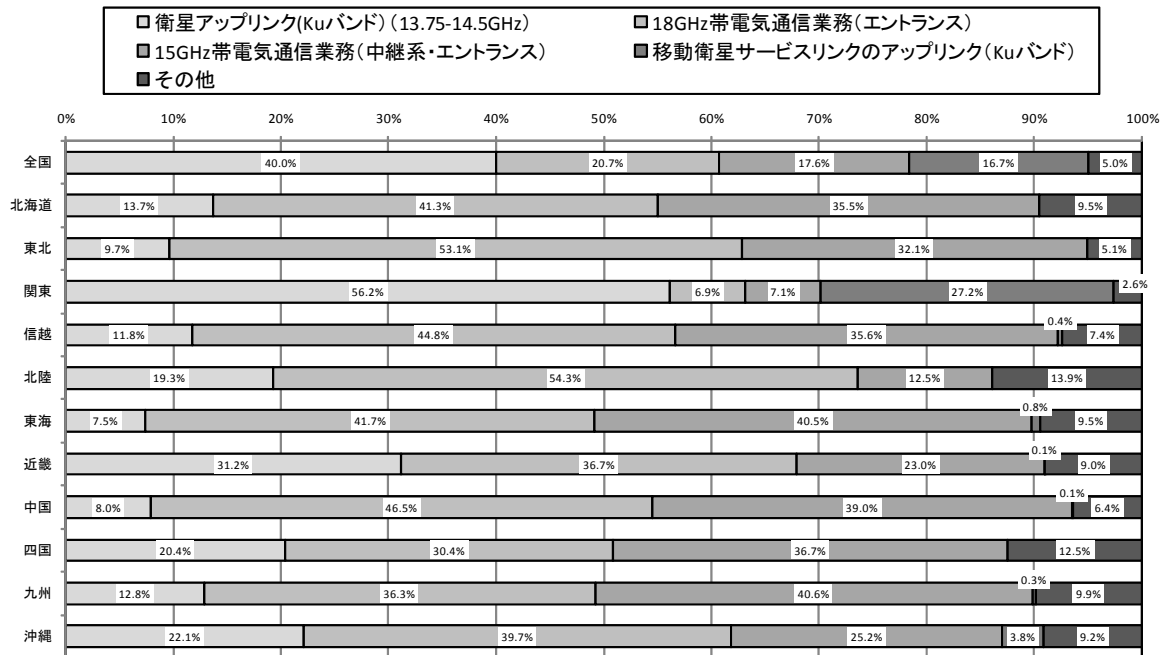 衛星アップリンク(Kuバンド)(13.75-14.5GHz) 18GHz帯電気通信業務(エントランス)
15GHz帯電気通信業務(中継系・エントランス) 移動衛星サービスリンクのアップリンク(Kuバンド)
その他
0% 10% 20% 30% 40% 50% 60% 70% 80% 90% 100%
全国 40.0% 20.7% 17.6% 16.7% 5.0%
北海道 13.7% 41.3% 35.5% 9.5%
東北 9.7% 53.1% 32.1% 5.1%
関東 56.2% 6.9% 7.1% 27.2% 2.6%
信越 11.8% 44.8% 35.6% 0.4% 7.4%
北陸 19.3% 54.3% 12.5% 13.9%
東海 7.5% 41.7% 40.5% 0.8% 9.5%
近畿 31.2% 36.7% 23.0% 0.1% 9.0%
中国 8.0% 46.5% 39.0% 0.1% 6.4%
四国 20.4% 30.4% 36.7% 12.5%
九州 12.8% 36.3% 40.6% 0.3% 9.9%
沖縄 22.1% 39.7% 25.2% 3.8% 9.2%